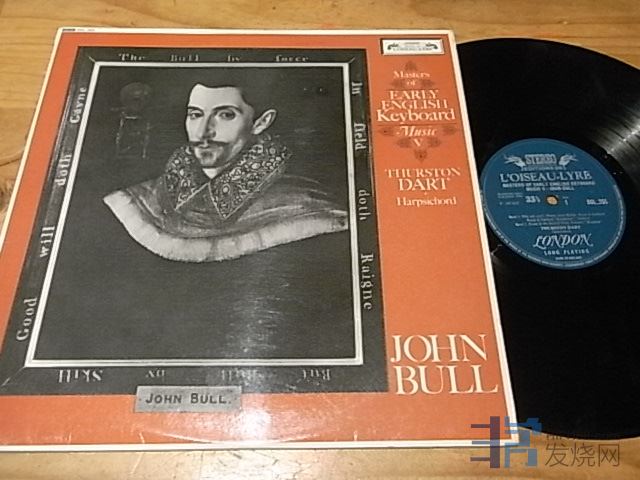 The Bull by force
In field doth Raigne
But Bull by Skill
Good will doth Gayne
JOHN BULL.
Masters
of
EARLY
ENGLISH
Keyboard
Music
V
THURSTON
DART
Harpsichord
JOHN
BULL
STEREO
L'OISEAU-LYRE
MASTERS OF EARLY ENGLISH KEYBOARD
MUSIC V - JOHN BULL
33⅓
THURSTON DART
LONDON
LONG PLAYING
发烧网